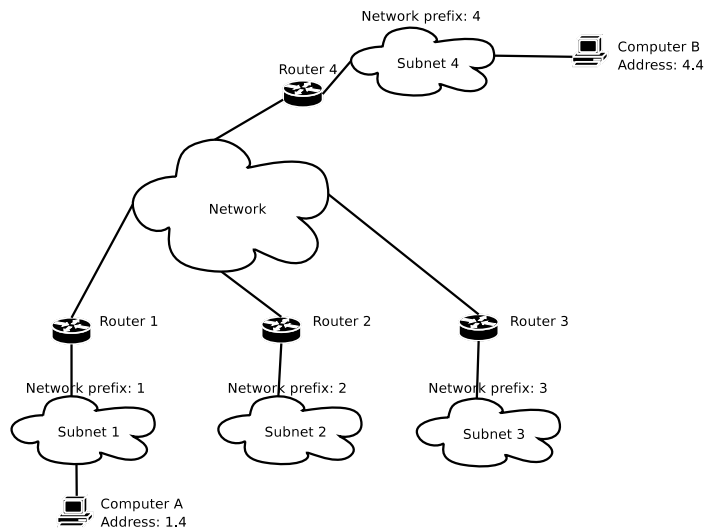 Network prefix: 4
Computer B
Address: 4.4
Subnet 4
Router 4
Network
Router 1
Router 2
Router 3
Network prefix: 1
Network prefix: 2
Network prefix: 3
Subnet 1
Subnet 2
Subnet 3
Computer A
Address: 1.4